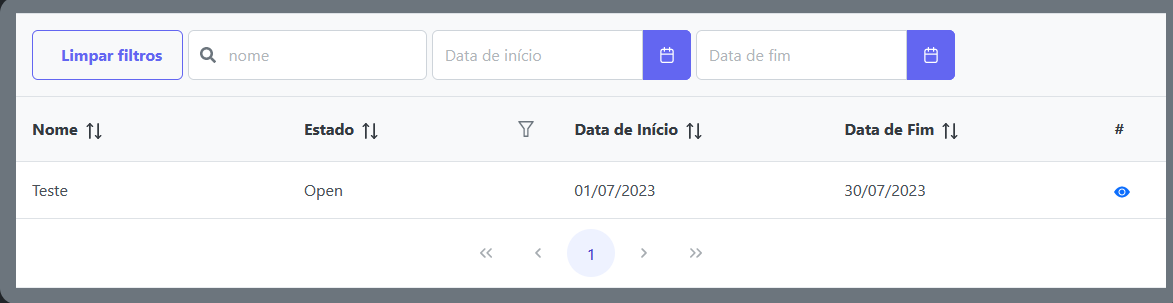 Limpar filtros nome Data de início Data de fim
Nome Estado Data de Início Data de Fim #
Teste Open 01/07/2023 30/07/2023
1